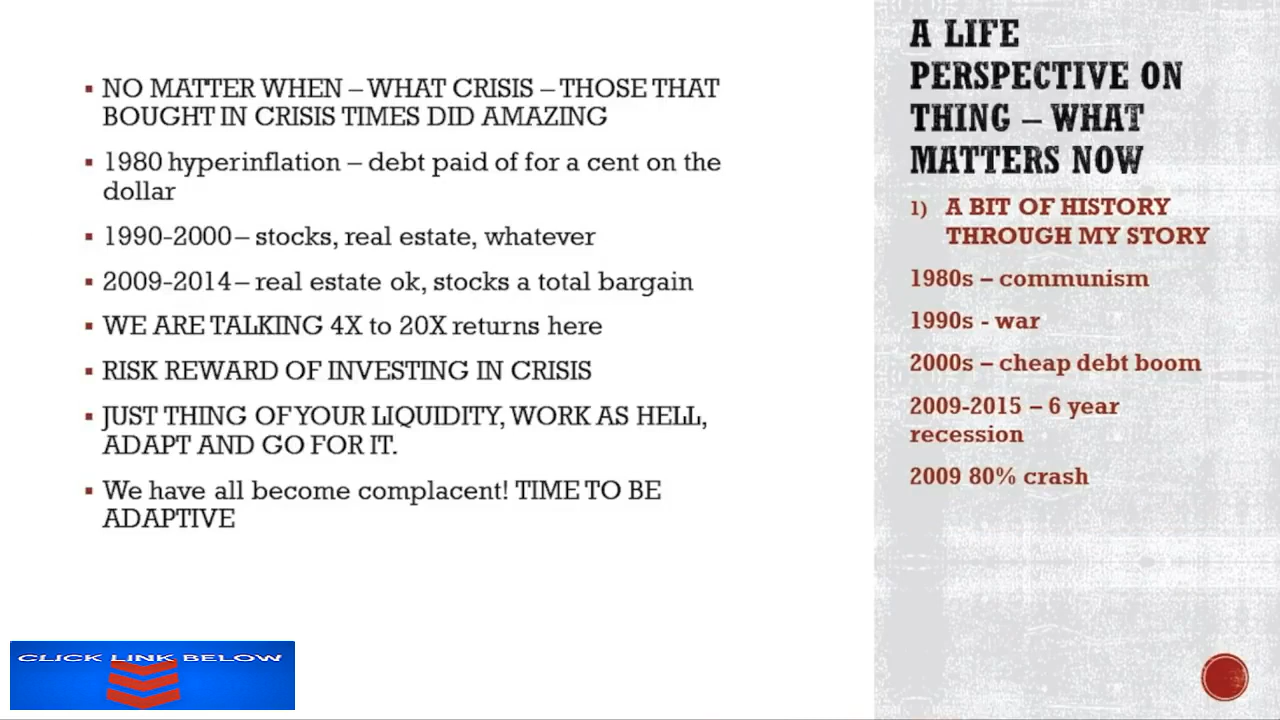 NO MATTER WHEN – WHAT CRISIS – THOSE THAT
BOUGHT IN CRISIS TIMES DID AMAZING
1980 hyperinflation – debt paid of for a cent on the
dollar
1990-2000 – stocks, real estate, whatever
2009-2014 – real estate ok, stocks a total bargain
WE ARE TALKING 4X to 20X returns here
RISK REWARD OF INVESTING IN CRISIS
JUST THING OF YOUR LIQUIDITY, WORK AS HELL,
ADAPT AND GO FOR IT.
We have all become complacent! TIME TO BE
ADAPTIVE
CLICK LINK BELOW
A LIFE
PERSPECTIVE ON
THING – WHAT
MATTERS NOW
1) A BIT OF HISTORY
THROUGH MY STORY
1980s – communism
1990s - war
2000s – cheap debt boom
2009-2015 – 6 year
recession
2009 80% crash